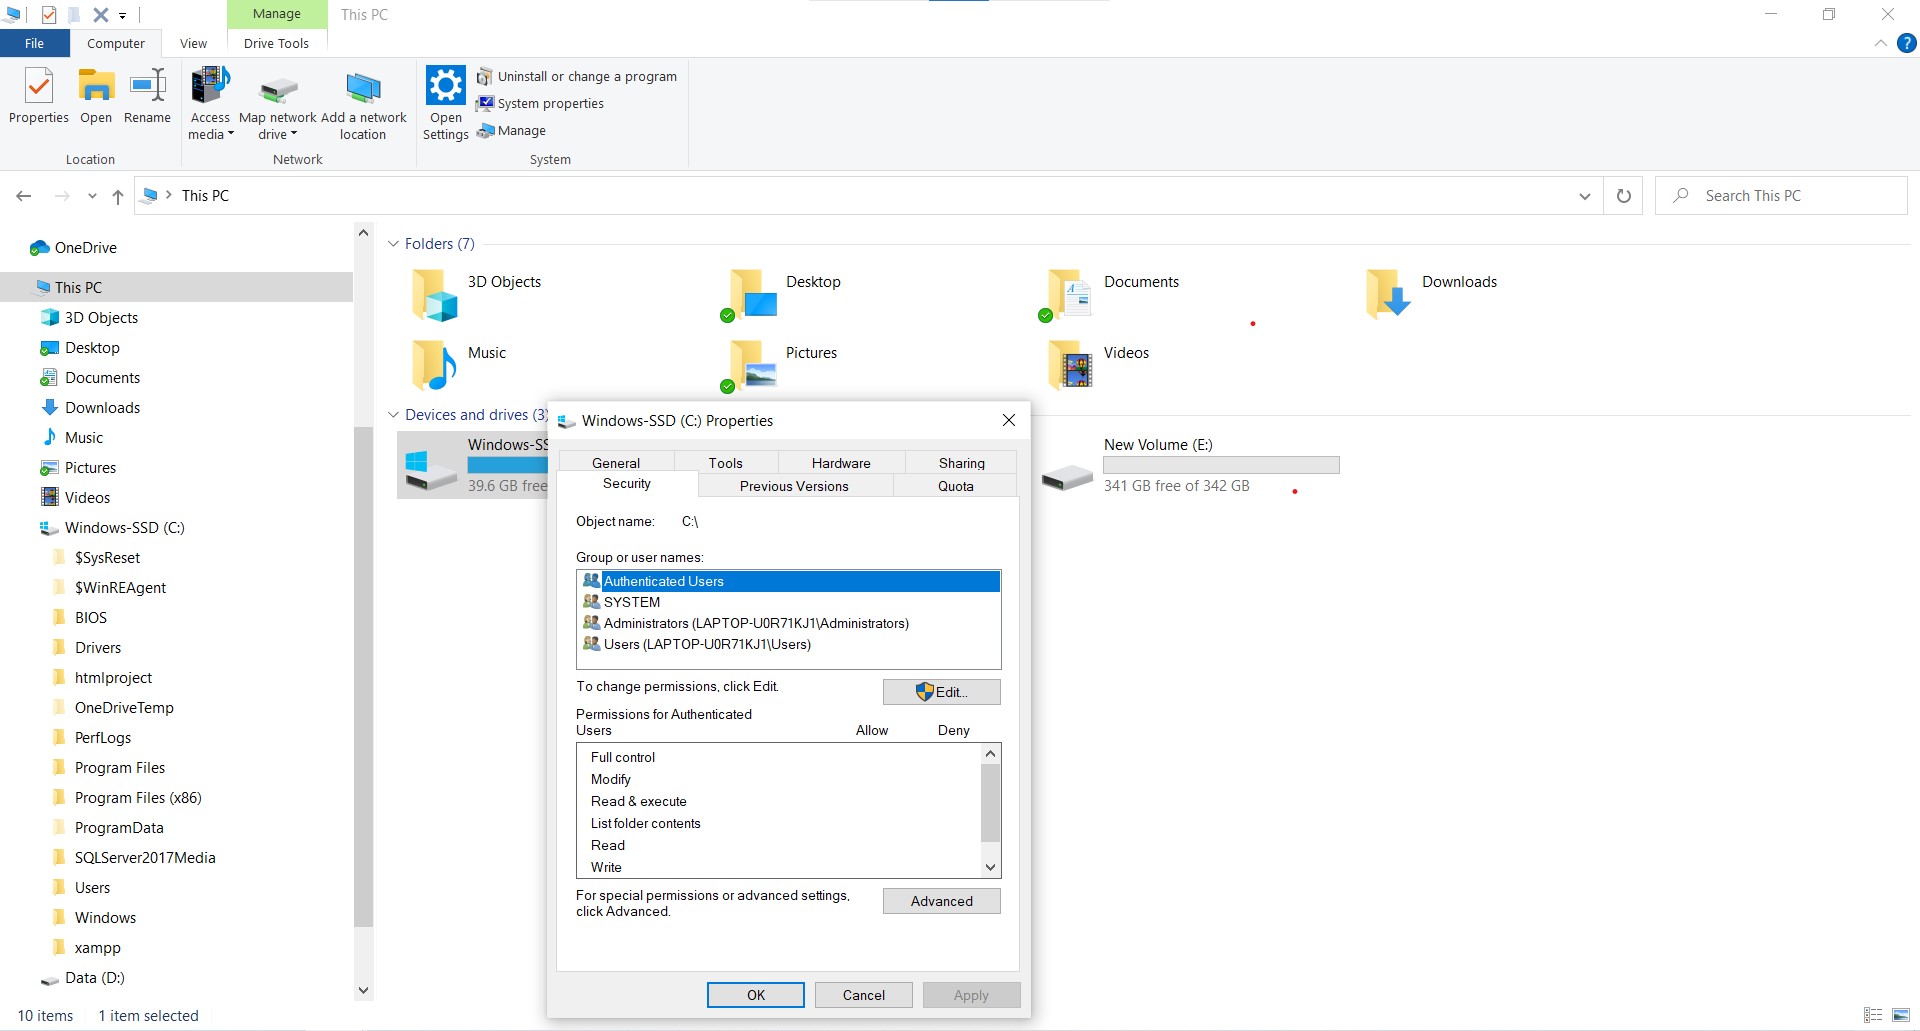 Manage
This PC
File
Computer
View
Drive Tools
Properties
Open
Rename
Access media
Map network drive
Add a network location
Open Settings
Uninstall or change a program
System properties
Manage
Location
Network
System
This PC
Search This PC
OneDrive
This PC
3D Objects
Desktop
Documents
Downloads
Music
Pictures
Videos
Windows-SSD (C:)
$SysReset
$WinREAgent
BIOS
Drivers
htmlproject
OneDriveTemp
PerfLogs
Program Files
Program Files (x86)
ProgramData
SQLServer2017Media
Users
Windows
xampp
Data (D:)
Folders (7)
3D Objects
Desktop
Documents
Downloads
Music
Pictures
Videos
Devices and drives (3)
Windows-SS
39.6 GB free
New Volume (E:)
341 GB free of 342 GB
Windows-SSD (C:) Properties
General
Tools
Hardware
Sharing
Security
Previous Versions
Quota
Object name: C:\
Group or user names:
Authenticated Users
SYSTEM
Administrators (LAPTOP-U0R71KJ1\Administrators)
Users (LAPTOP-U0R71KJ1\Users)
To change permissions, click Edit.
Edit...
Permissions for Authenticated
Users
Allow
Deny
Full control
Modify
Read & execute
List folder contents
Read
Write
For special permissions or advanced settings,
click Advanced.
Advanced
OK
Cancel
Apply
10 items
1 item selected